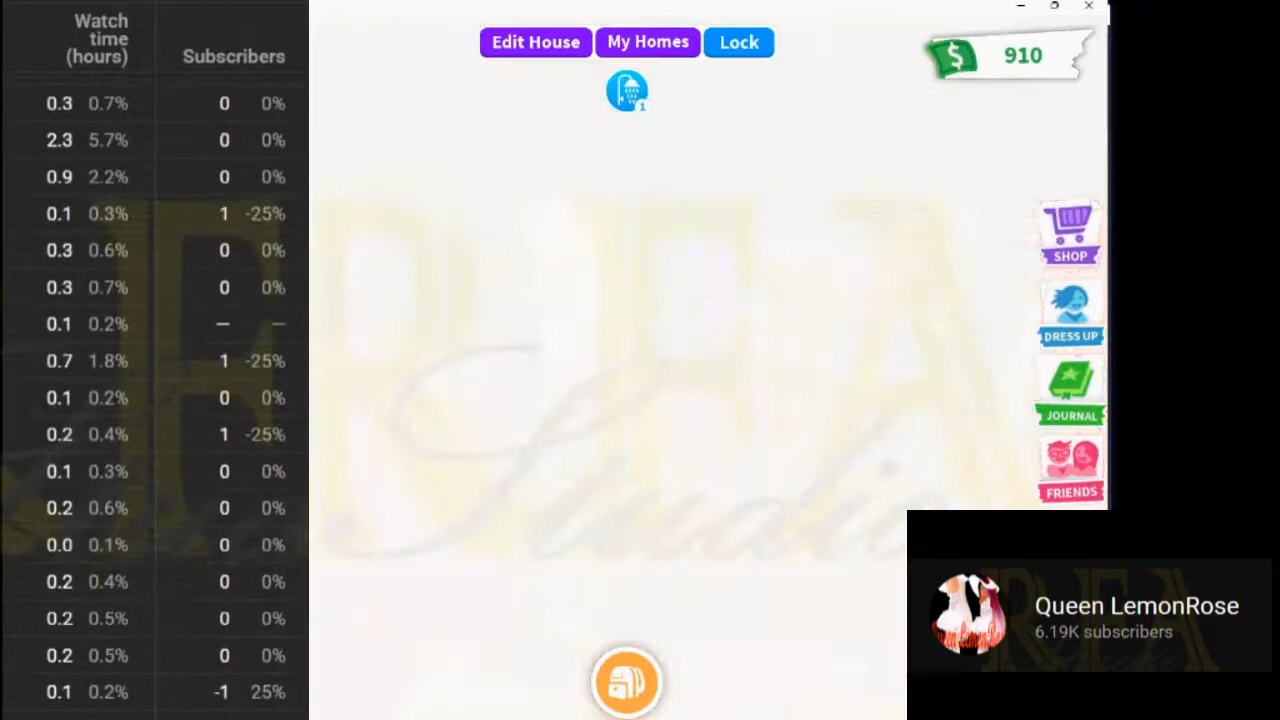 Watch
time
(hours) Subscribers
0.3 0.7% 0 0%
2.3 5.7% 0 0%
0.9 2.2% 0 0%
0.1 0.3% 1 -25%
0.3 0.6% 0 0%
0.3 0.7% 0 0%
0.1 0.2% — —
0.7 1.8% 1 -25%
0.1 0.2% 0 0%
0.2 0.4% 1 -25%
0.1 0.3% 0 0%
0.2 0.6% 0 0%
0.0 0.1% 0 0%
0.2 0.4% 0 0%
0.2 0.5% 0 0%
0.2 0.5% 0 0%
0.1 0.2% -1 25%
Edit House My Homes Lock
$ 910
1
SHOP
DRESS UP
JOURNAL
FRIENDS
Studio
Queen LemonRose
6.19K subscribers